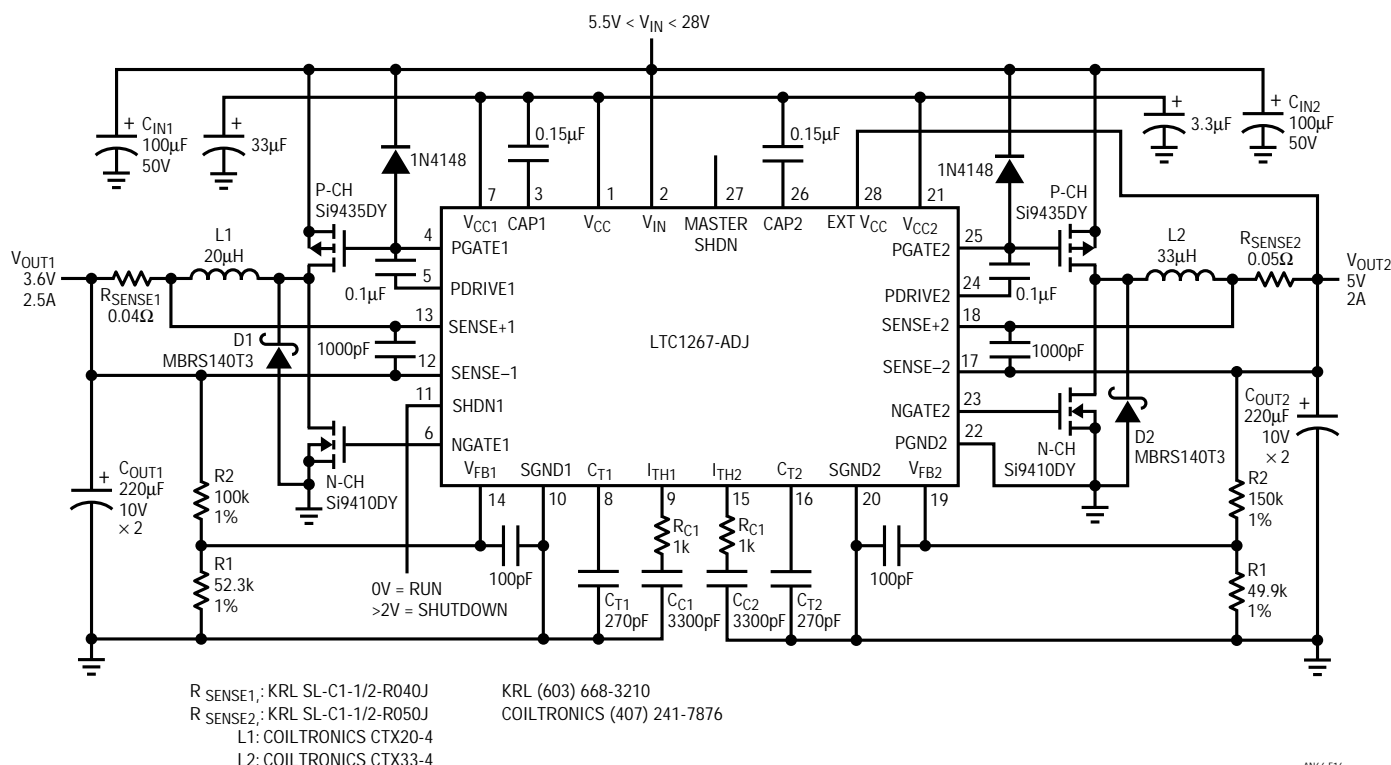 5.5V < VIN < 28V
CIN1
100µF
50V
33µF
0.15µF
0.15µF
3.3µF
CIN2
100µF
50V
1N4148
1N4148
P-CH
Si9435DY
P-CH
Si9435DY
7
3
1
2
27
26
28
21
VCC1
CAP1
VCC
VIN
MASTER
SHDN
CAP2
EXT VCC
VCC2
VOUT1
3.6V
2.5A
RSENSE1
0.04Ω
L1
20µH
0.1µF
4
PGATE1
5
PDRIVE1
13
SENSE+1
12
SENSE−1
11
SHDN1
6
NGATE1
1000pF
D1
MBRS140T3
N-CH
Si9410DY
LTC1267-ADJ
PGATE2
25
PDRIVE2
24
SENSE+2
18
SENSE−2
17
NGATE2
23
PGND2
22
0.1µF
1000pF
L2
33µH
RSENSE2
0.05Ω
VOUT2
5V
2A
N-CH
Si9410DY
D2
MBRS140T3
COUT2
220µF
10V
× 2
COUT1
220µF
10V
× 2
VFB1
SGND1
CT1
ITH1
ITH2
CT2
SGND2
VFB2
14
10
8
9
15
16
20
19
R2
100k
1%
R1
52.3k
1%
100pF
0V = RUN
>2V = SHUTDOWN
RC1
1k
RC1
1k
CT1
270pF
CC1
3300pF
CC2
3300pF
CT2
270pF
100pF
R2
150k
1%
R1
49.9k
1%
+
+
+
+
+
+
R SENSE1,: KRL SL-C1-1/2-R040J
R SENSE2,: KRL SL-C1-1/2-R050J
L1: COILTRONICS CTX20-4
L2: COILTRONICS CTX33-4
KRL (603) 668-3210
COILTRONICS (407) 241-7876